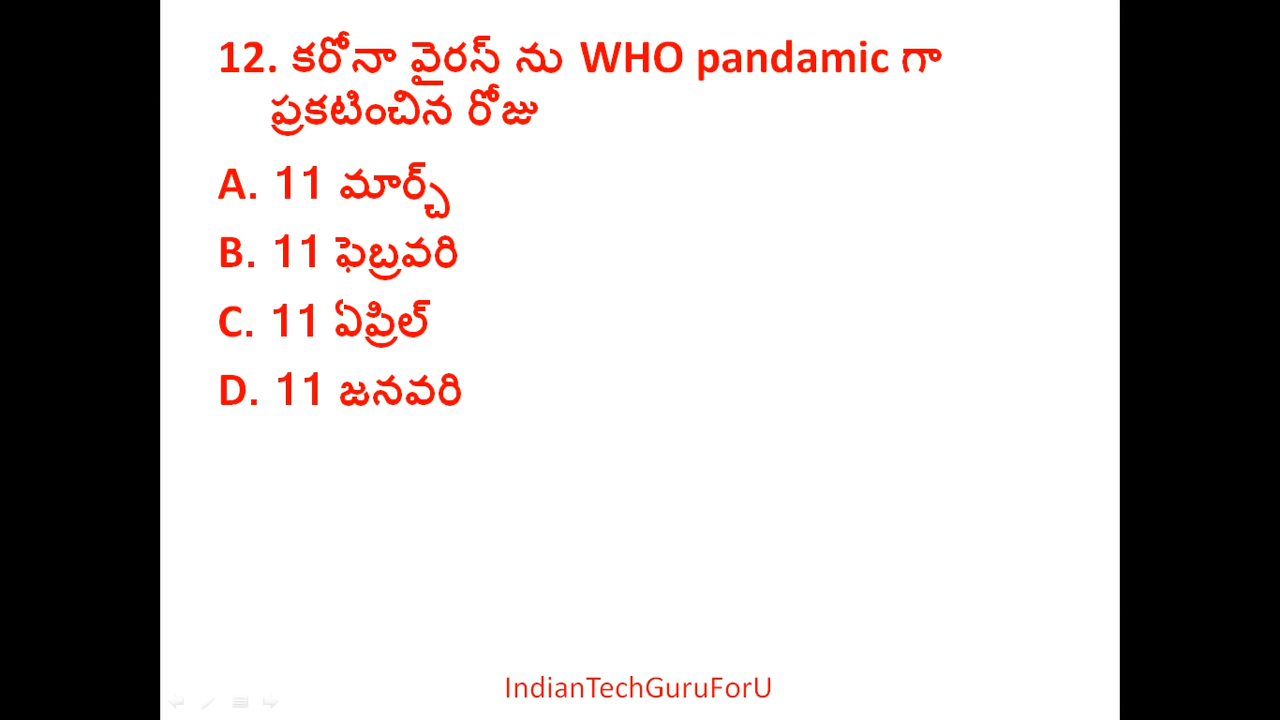 12. కరోనా వైరస్ ను WHO pandamic గా
ప్రకటించిన రోజు
A. 11 మార్చ్
B. 11 ఫెబ్రవరి
C. 11 ఏప్రిల్
D. 11 జనవరి
IndianTechGuruForU